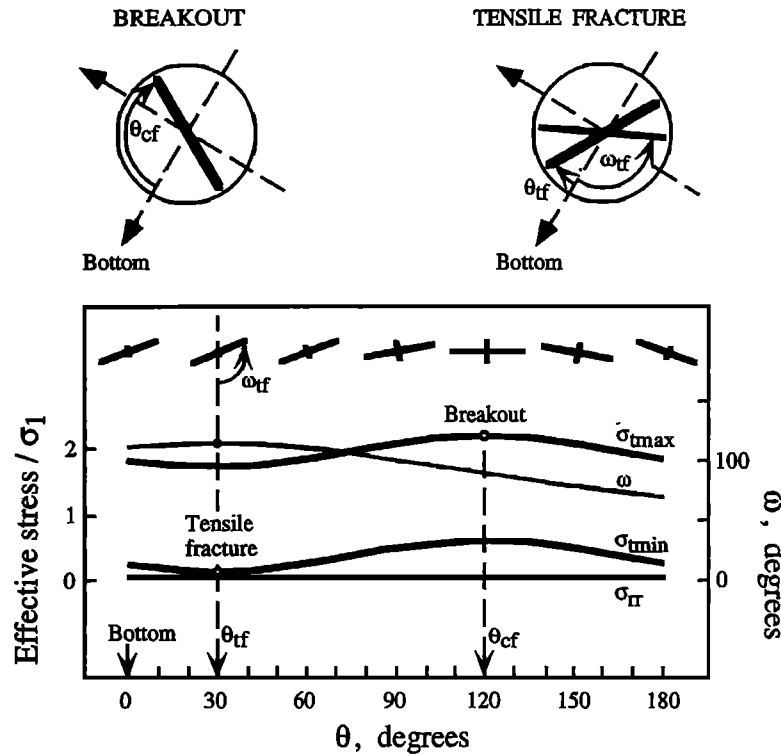 BREAKOUT
TENSILE FRACTURE
θcf
Bottom
ωtf
θtf
Bottom
ωtf
Breakout
σtmax
ω
Tensile
fracture
σtmin
σrr
Bottom
θtf
θcf
Effective stress / σ1
2
1
0
100
0
ω, degrees
0 30 60 90 120 150 180
θ, degrees